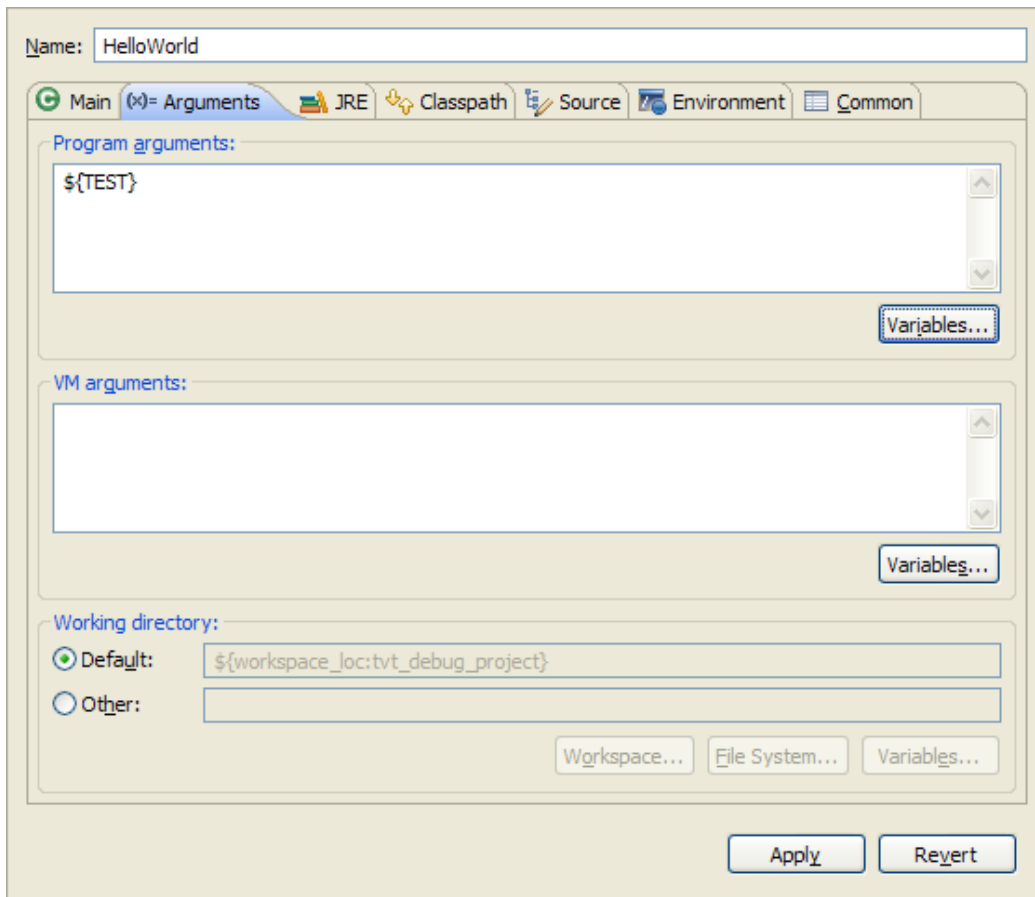 Name: HelloWorld
Main (x)= Arguments JRE Classpath Source Environment Common
Program arguments:
${TEST}
Variables...
VM arguments:
Variables...
Working directory:
Default: ${workspace_loc:tvt_debug_project}
Other:
Workspace... File System... Variables...
Apply Revert